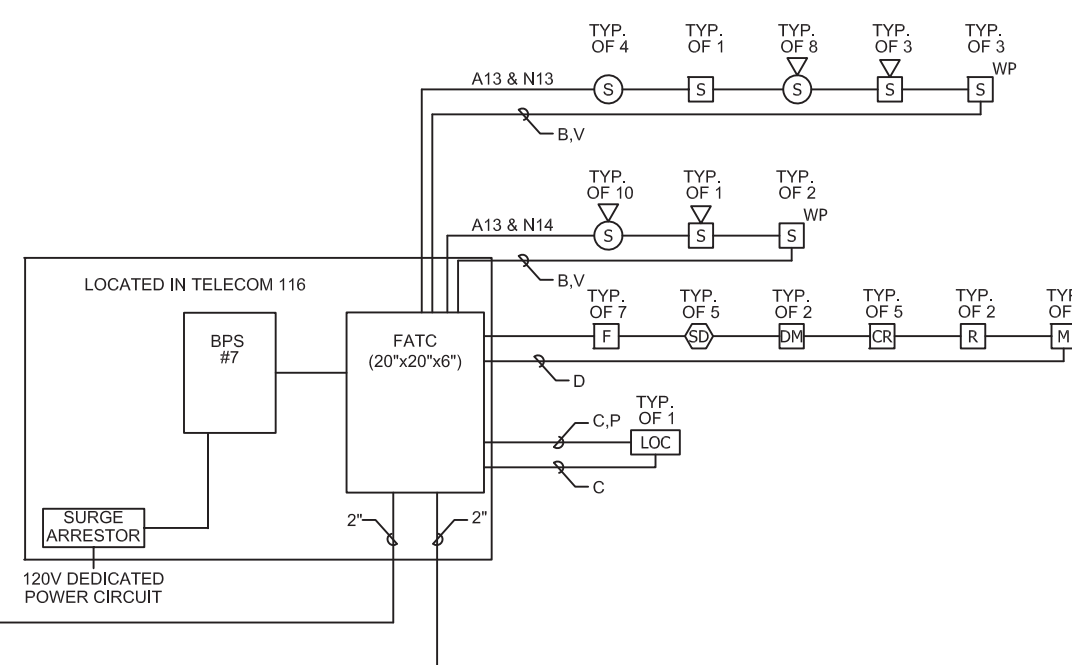 TYP. OF 4
TYP. OF 1
TYP. OF 8
TYP. OF 3
TYP. OF 3
WP
A13 & N13
S
S
S
S
S
B,V
TYP. OF 10
TYP. OF 1
TYP. OF 2
WP
A13 & N14
S
S
S
B,V
LOCATED IN TELECOM 116
TYP. OF 7
TYP. OF 5
TYP. OF 2
TYP. OF 5
TYP. OF 2
TYP
OF
BPS
#7
FATC
(20"x20"x6")
F
SD
DM
CR
R
M
D
TYP. OF 1
C,P
LOC
C
2"
2"
SURGE
ARRESTOR
120V DEDICATED
POWER CIRCUIT